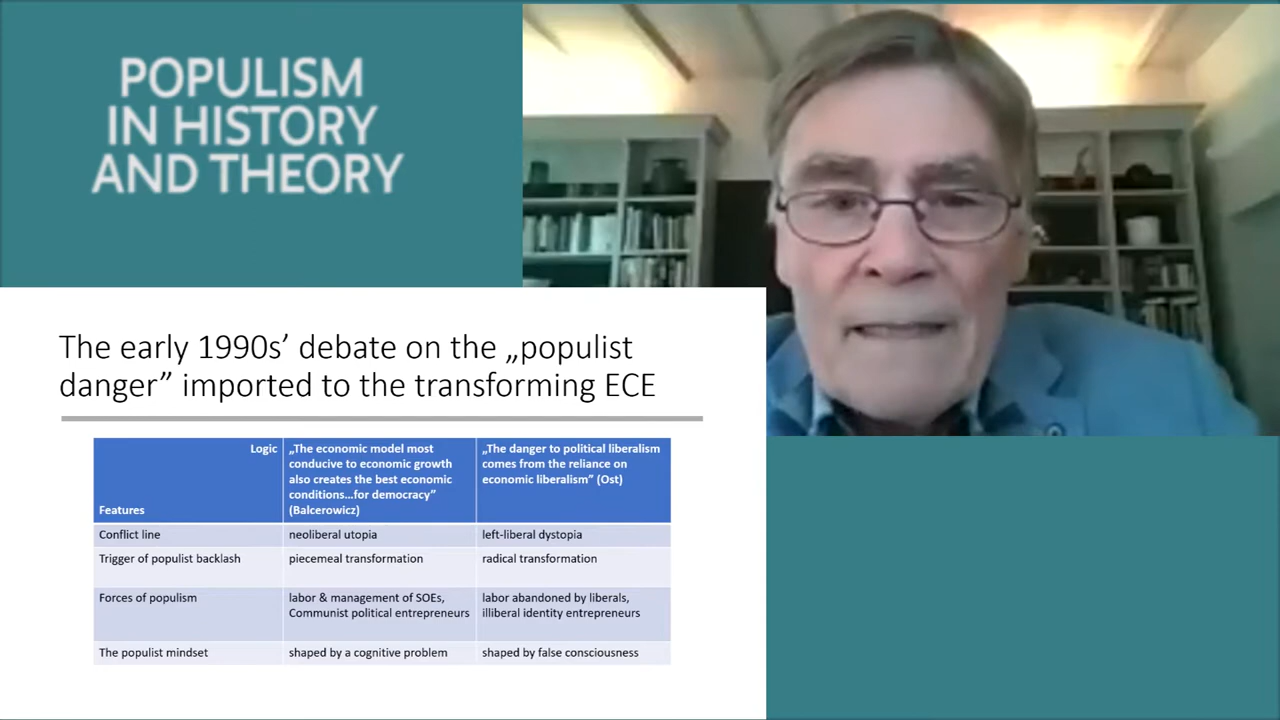 POPULISM
IN HISTORY
AND THEORY
The early 1990s’ debate on the „populist
danger” imported to the transforming ECE
Logic
Features
„The economic model most
conducive to economic growth
also creates the best economic
conditions...for democracy”
(Balcerowicz)
„The danger to political liberalism
comes from the reliance on
economic liberalism” (Ost)
Conflict line
neoliberal utopia
left-liberal dystopia
Trigger of populist backlash
piecemeal transformation
radical transformation
Forces of populism
labor & management of SOEs,
Communist political entrepreneurs
labor abandoned by liberals,
illiberal identity entrepreneurs
The populist mindset
shaped by a cognitive problem
shaped by false consciousness